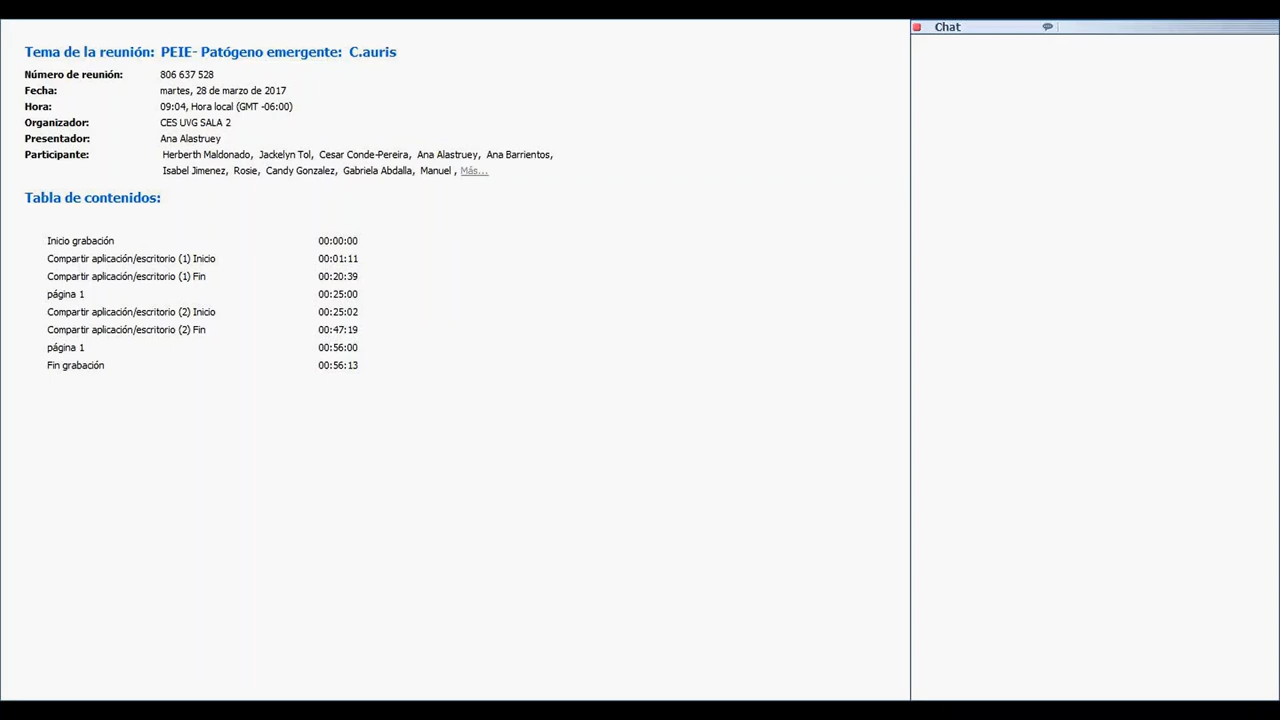 Chat
Tema de la reunión: PEIE- Patógeno emergente: C.auris
Número de reunión: 806 637 528
Fecha: martes, 28 de marzo de 2017
Hora: 09:04, Hora local (GMT -06:00)
Organizador: CES UVG SALA 2
Presentador: Ana Alastruey
Participante: Herberth Maldonado, Jackelyn Tol, Cesar Conde-Pereira, Ana Alastruey, Ana Barrientos,
Isabel Jimenez, Rosie, Candy Gonzalez, Gabriela Abdalla, Manuel , Más...
Tabla de contenidos:
Inicio grabación 00:00:00
Compartir aplicación/escritorio (1) Inicio 00:01:11
Compartir aplicación/escritorio (1) Fin 00:20:39
página 1 00:25:00
Compartir aplicación/escritorio (2) Inicio 00:25:02
Compartir aplicación/escritorio (2) Fin 00:47:19
página 1 00:56:00
Fin grabación 00:56:13